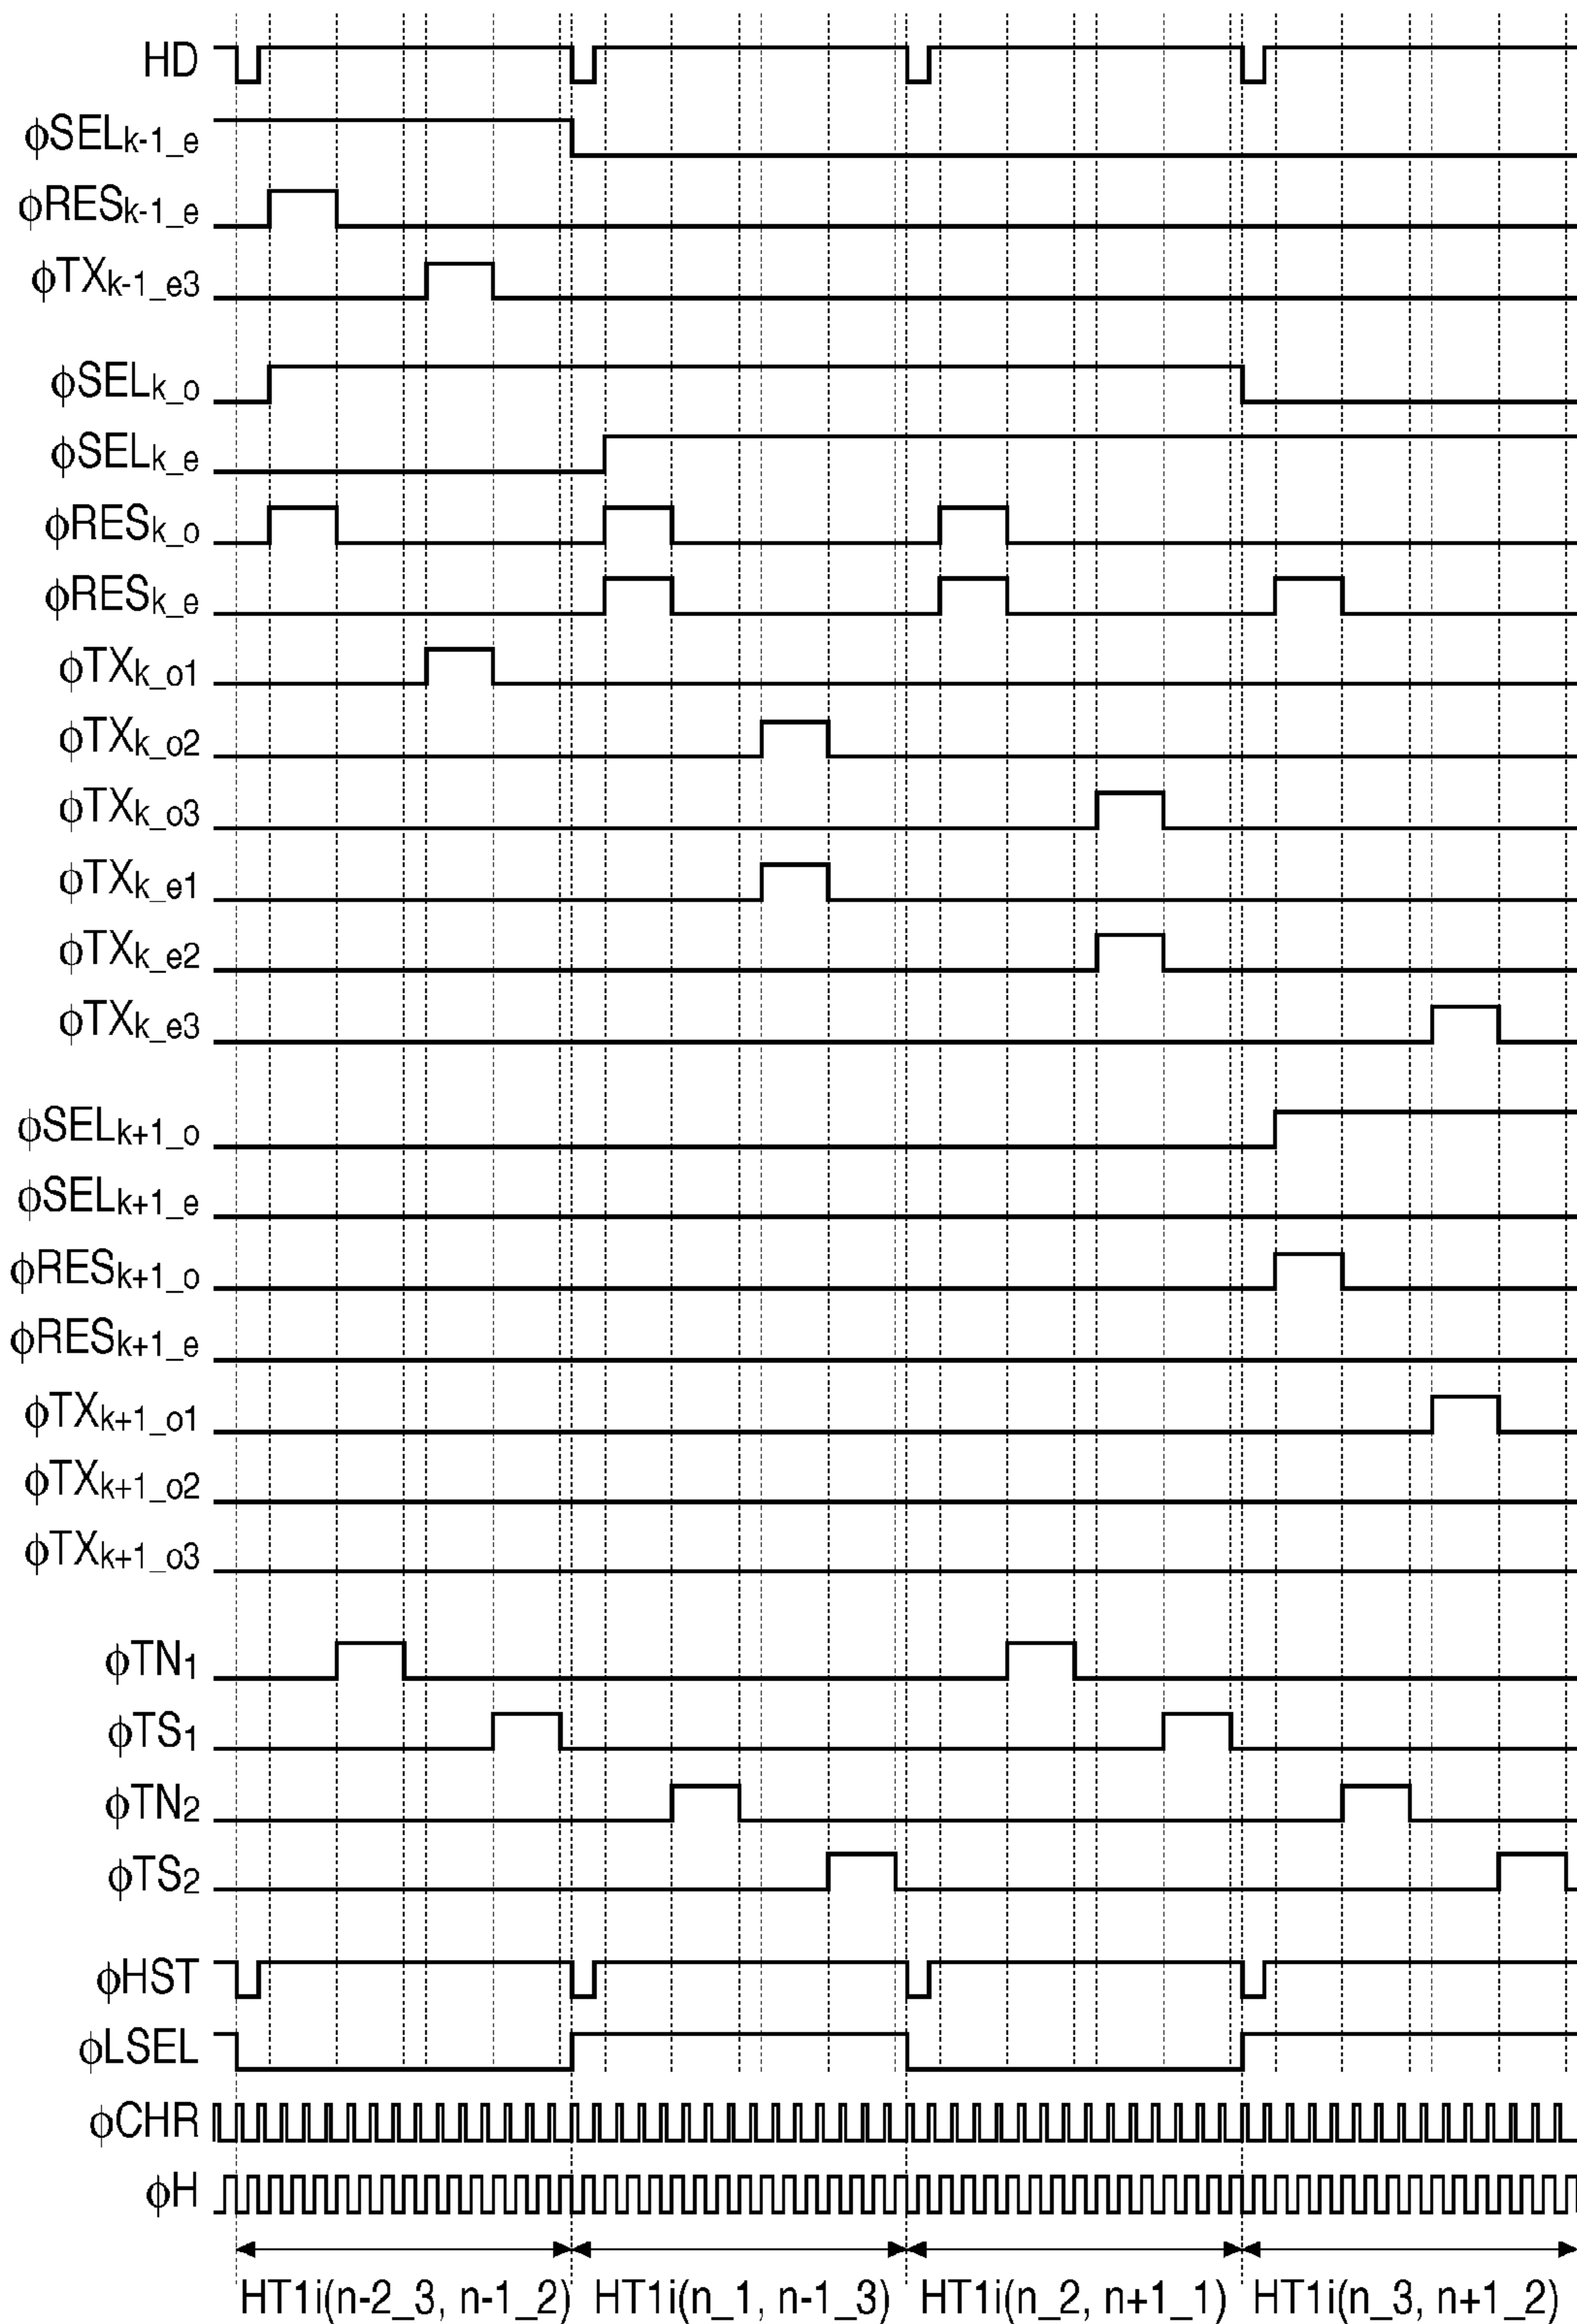 HD
ϕSELk-1_e
ϕRESk-1_e
ϕTXk-1_e3
ϕSELk_o
ϕSELk_e
ϕRESk_o
ϕRESk_e
ϕTXk_o1
ϕTXk_o2
ϕTXk_o3
ϕTXk_e1
ϕTXk_e2
ϕTXk_e3
ϕSELk+1_o
ϕSELk+1_e
ϕRESk+1_o
ϕRESk+1_e
ϕTXk+1_o1
ϕTXk+1_o2
ϕTXk+1_o3
ϕTN1
ϕTS1
ϕTN2
ϕTS2
ϕHST
ϕLSEL
ϕCHR
ϕH
HT1i(n-2_3, n-1_2) HT1i(n_1, n-1_3) HT1i(n_2, n+1_1) HT1i(n_3, n+1_2)